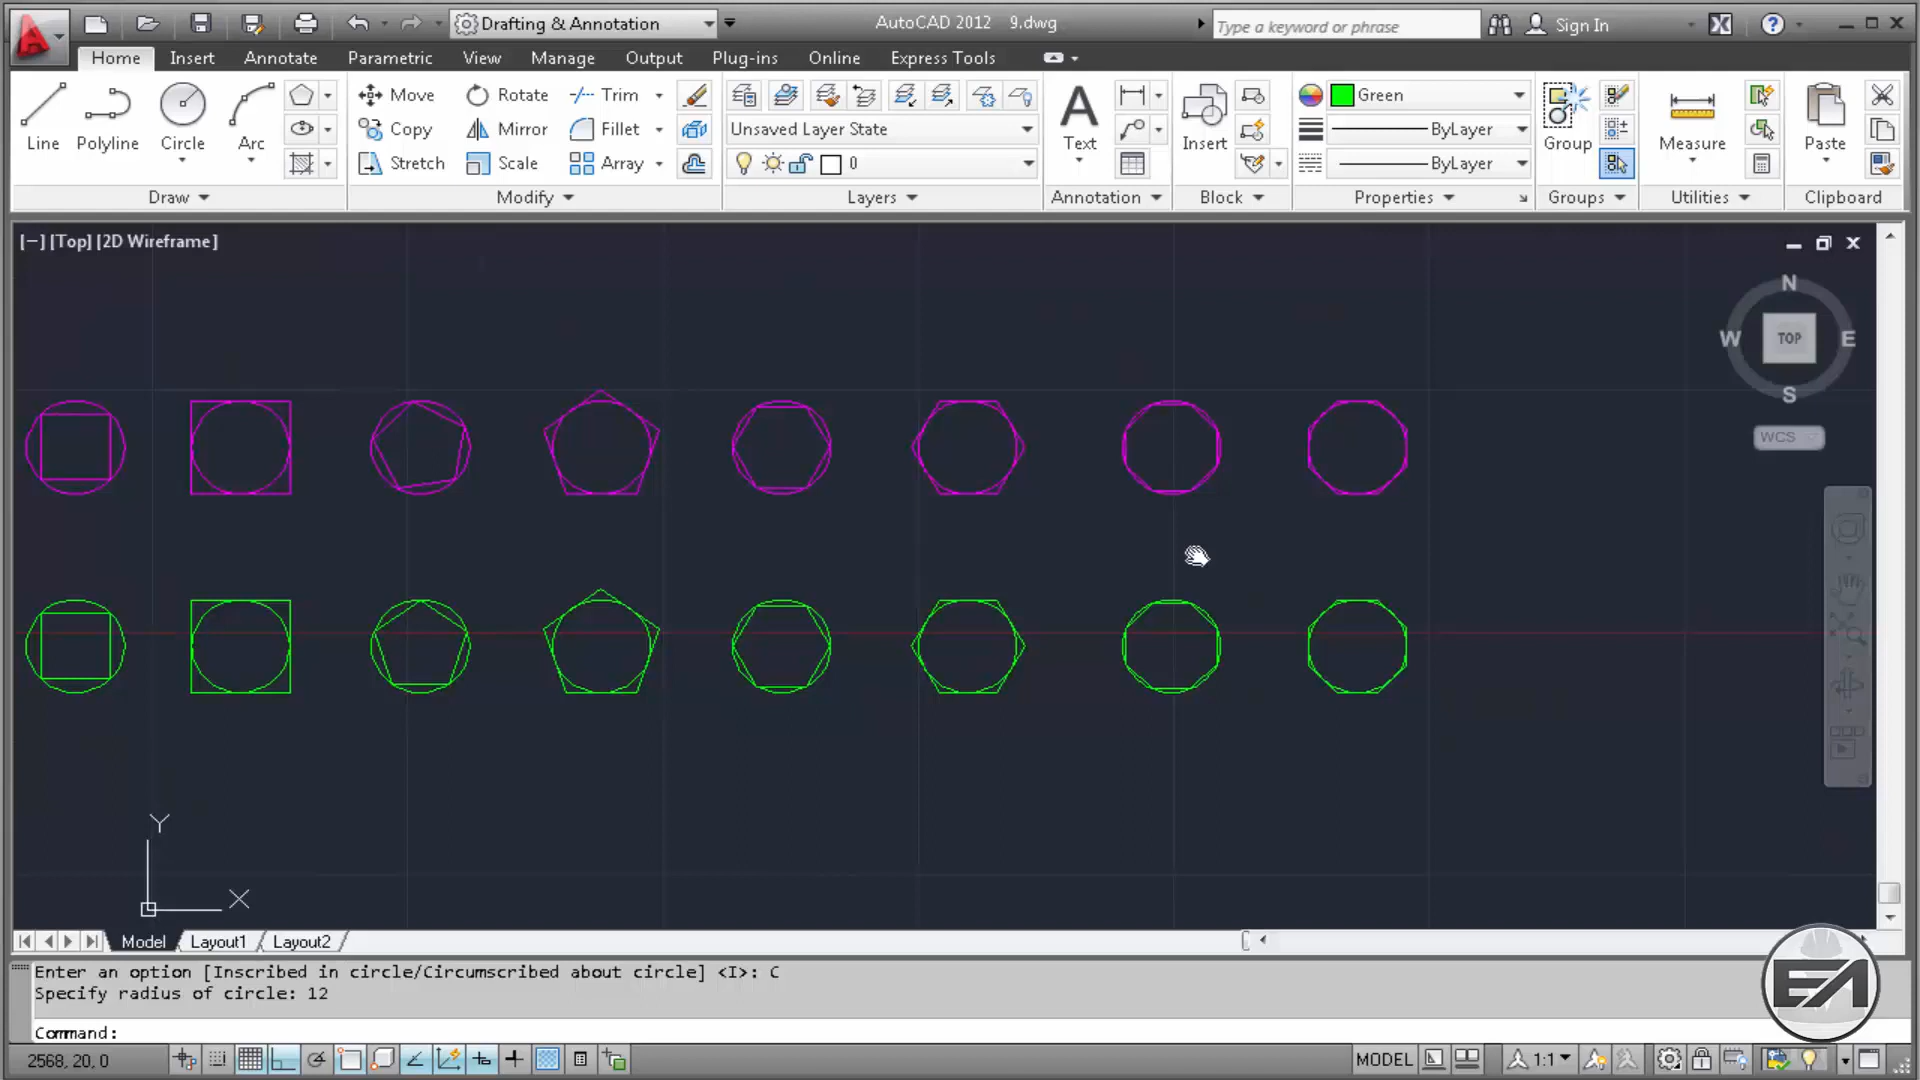 Drafting & Annotation
AutoCAD 2012 9.dwg
Type a keyword or phrase
Sign In
Home Insert Annotate Parametric View Manage Output Plug-ins Online Express Tools
Line Polyline Circle Arc
Move Rotate Trim
Copy Mirror Fillet
Stretch Scale Array
Unsaved Layer State
0
Text
Insert
Green
ByLayer
ByLayer
Group
Measure
Paste
Draw Modify Layers Annotation Block Properties Groups Utilities Clipboard
[−] [Top] [2D Wireframe]
N
W TOP E
S
WCS
Y
X
Model Layout1 Layout2
Enter an option [Inscribed in circle/Circumscribed about circle] <I>: C
Specify radius of circle: 12
Command:
EA
2568, 20, 0
MODEL 1:1